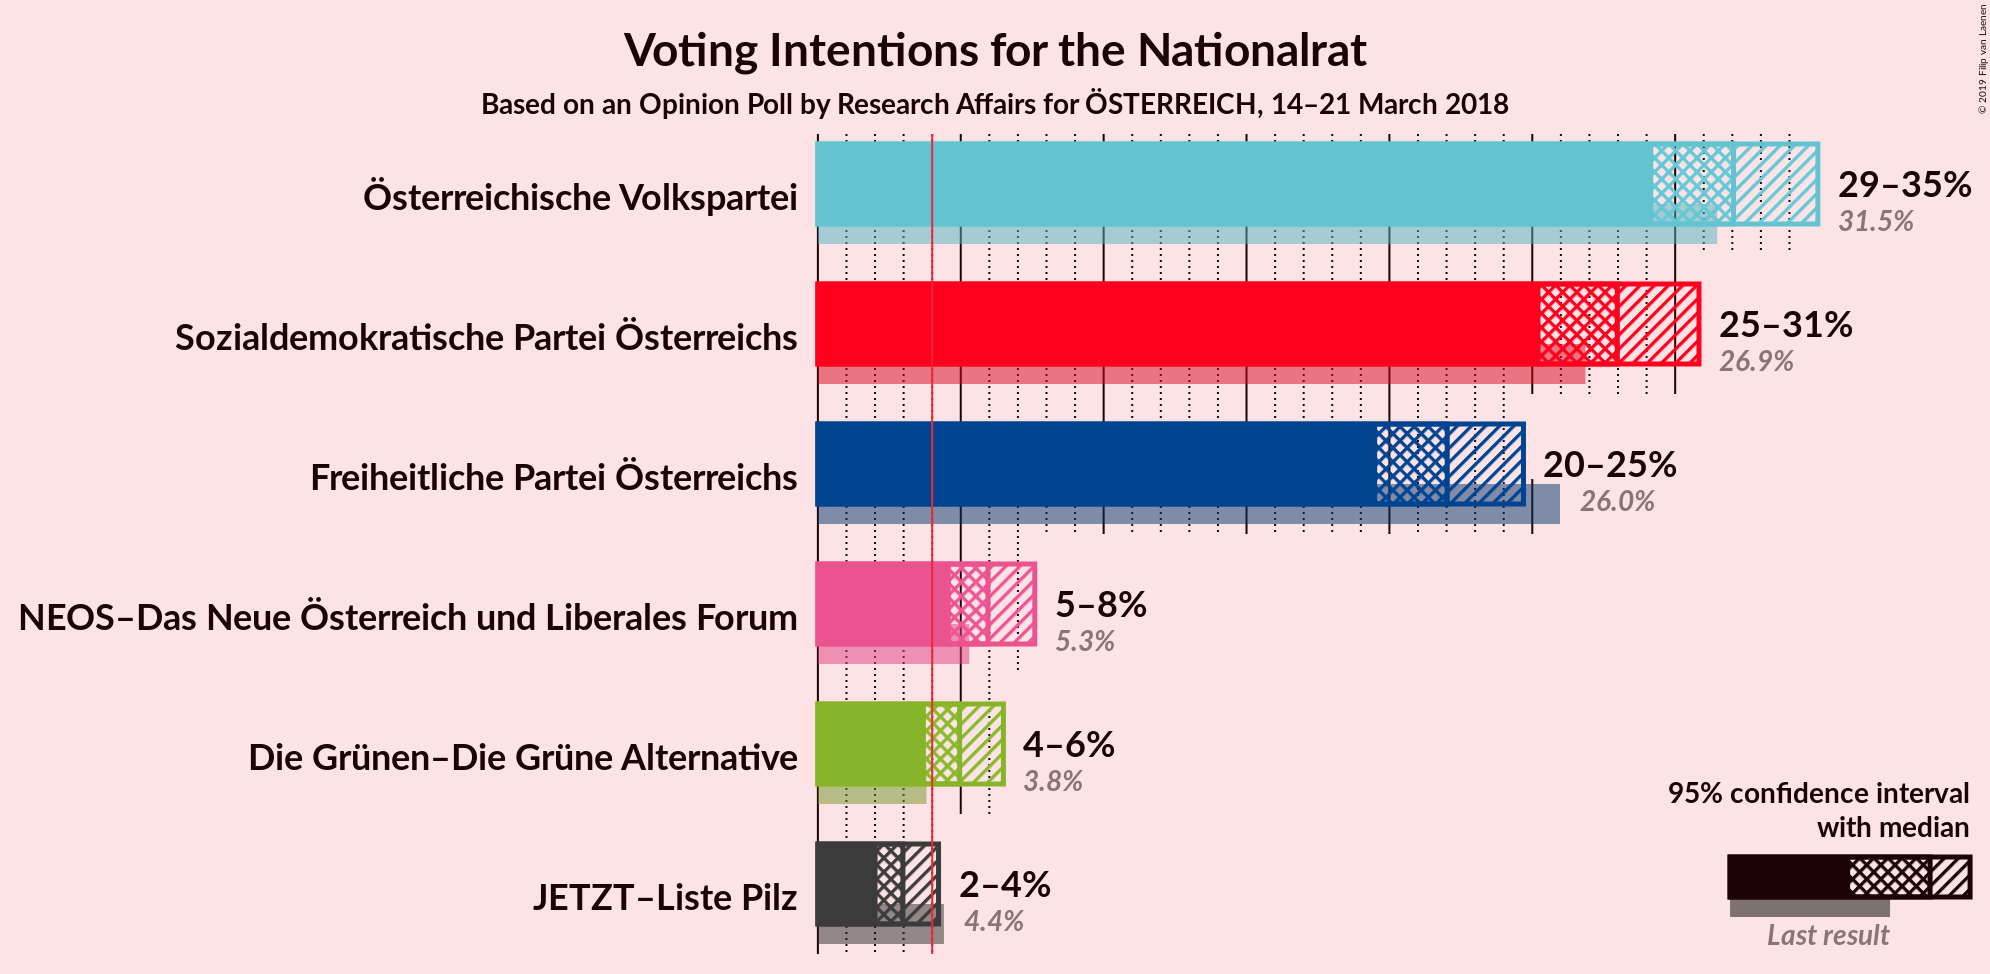 Voting Intentions for the Nationalrat
Based on an Opinion Poll by Research Affairs for ÖSTERREICH, 14–21 March 2018
© 2019 Filip van Laenen
Österreichische Volkspartei
29–35%
31.5%
Sozialdemokratische Partei Österreichs
25–31%
26.9%
Freiheitliche Partei Österreichs
20–25%
26.0%
NEOS–Das Neue Österreich und Liberales Forum
5–8%
5.3%
Die Grünen–Die Grüne Alternative
4–6%
3.8%
JETZT–Liste Pilz
2–4%
4.4%
95% confidence interval
with median
Last result